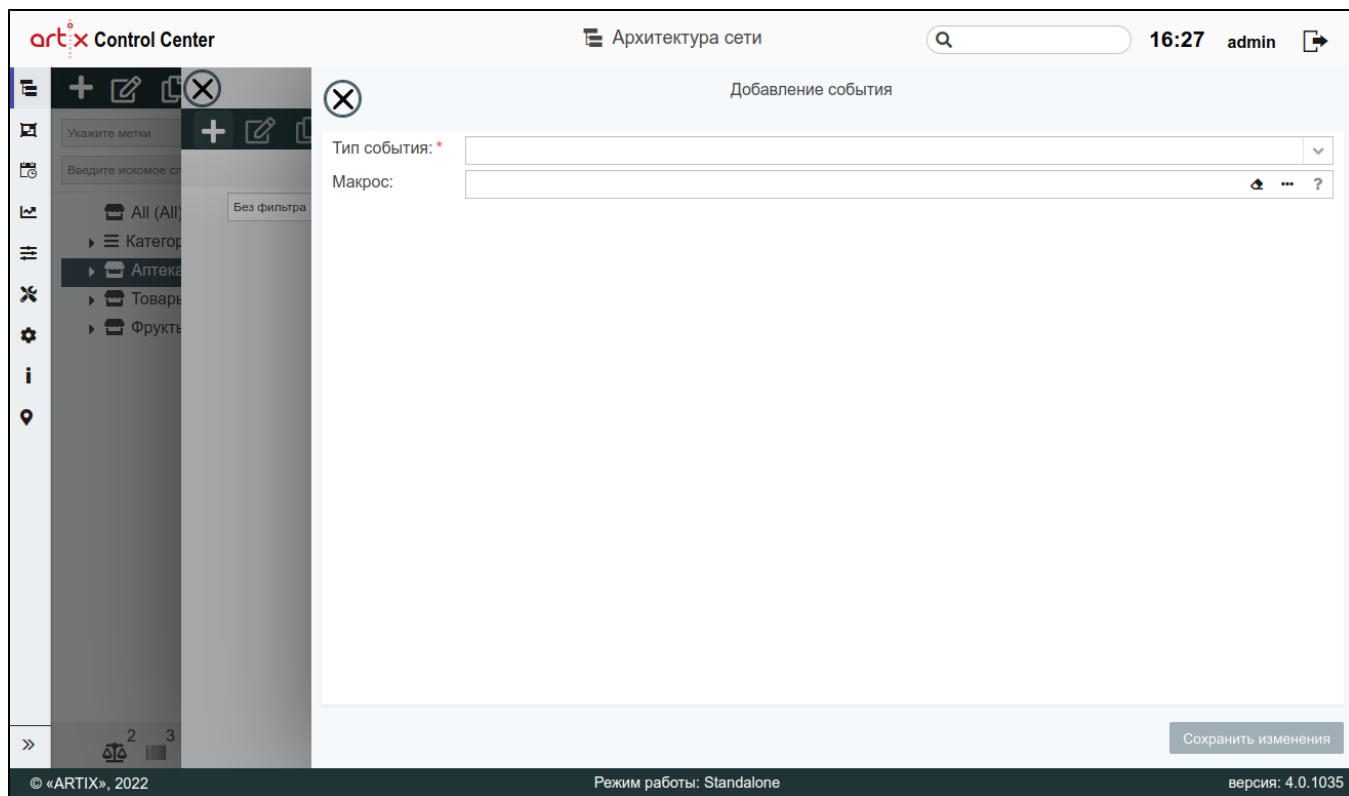 artix Control Center
Архитектура сети
16:27
admin
Добавление события
Укажите метки
Тип события: *
Введите искомое сл
Макрос:
?
All (All)
Без фильтра
Категор
Аптека
Товары
Фрукты
2
3
Сохранить изменения
© «ARTIX», 2022
Режим работы: Standalone
версия: 4.0.1035